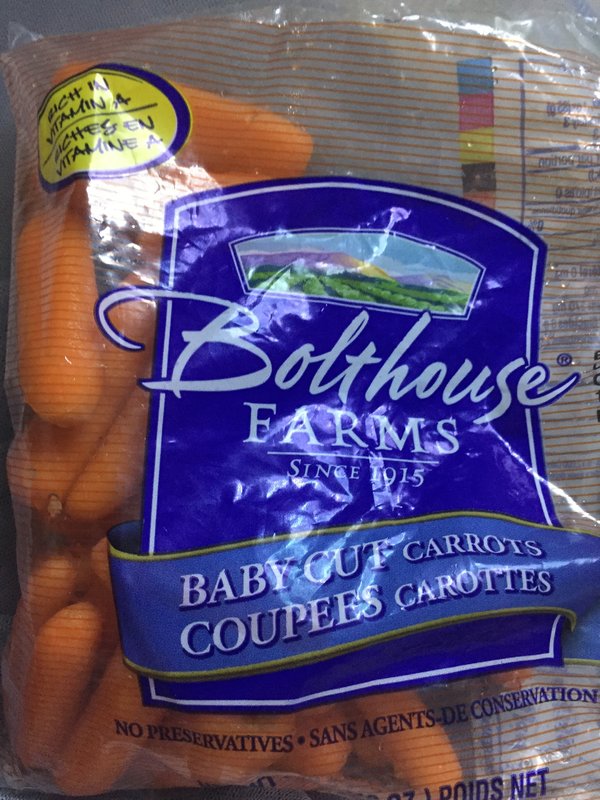 RICH IN
VITAMIN A
RICHES EN
VITAMINE A
Bolthouse®
FARMS
SINCE 1915
BABY CUT CARROTS
COUPEES CAROTTES
NO PRESERVATIVES • SANS AGENTS-DE CONSERVATION
OZ. POIDS NET